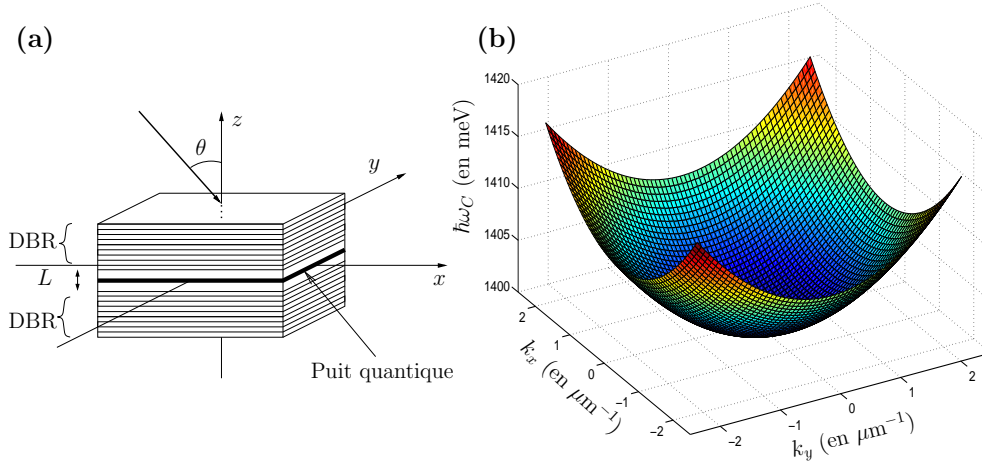 (a)
z
θ
y
DBR
L
x
DBR
Puit quantique
(b)
1420
1415
1410
1405
1400
ħω_C (en meV)
2
1
0
−1
−2
k_x (en μm⁻¹)
−2
−1
0
1
2
k_y (en μm⁻¹)